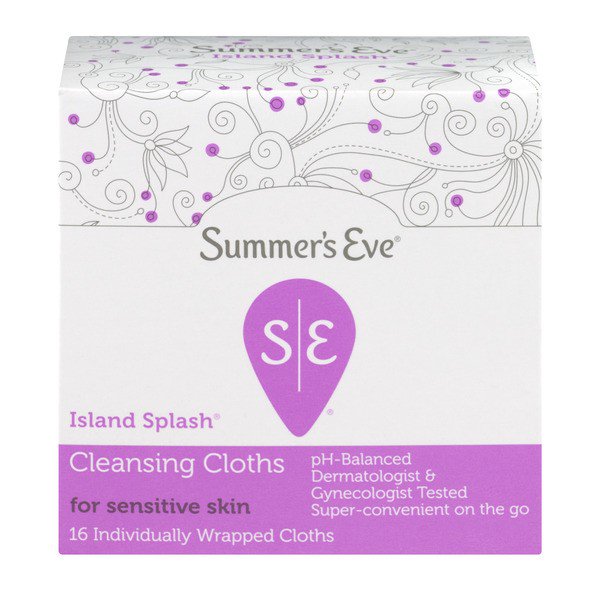 Summer's Eve
Island Splash
Summer's Eve®
S|E®
Island Splash®
Cleansing Cloths
for sensitive skin
16 Individually Wrapped Cloths
pH-Balanced
Dermatologist &
Gynecologist Tested
Super-convenient on the go